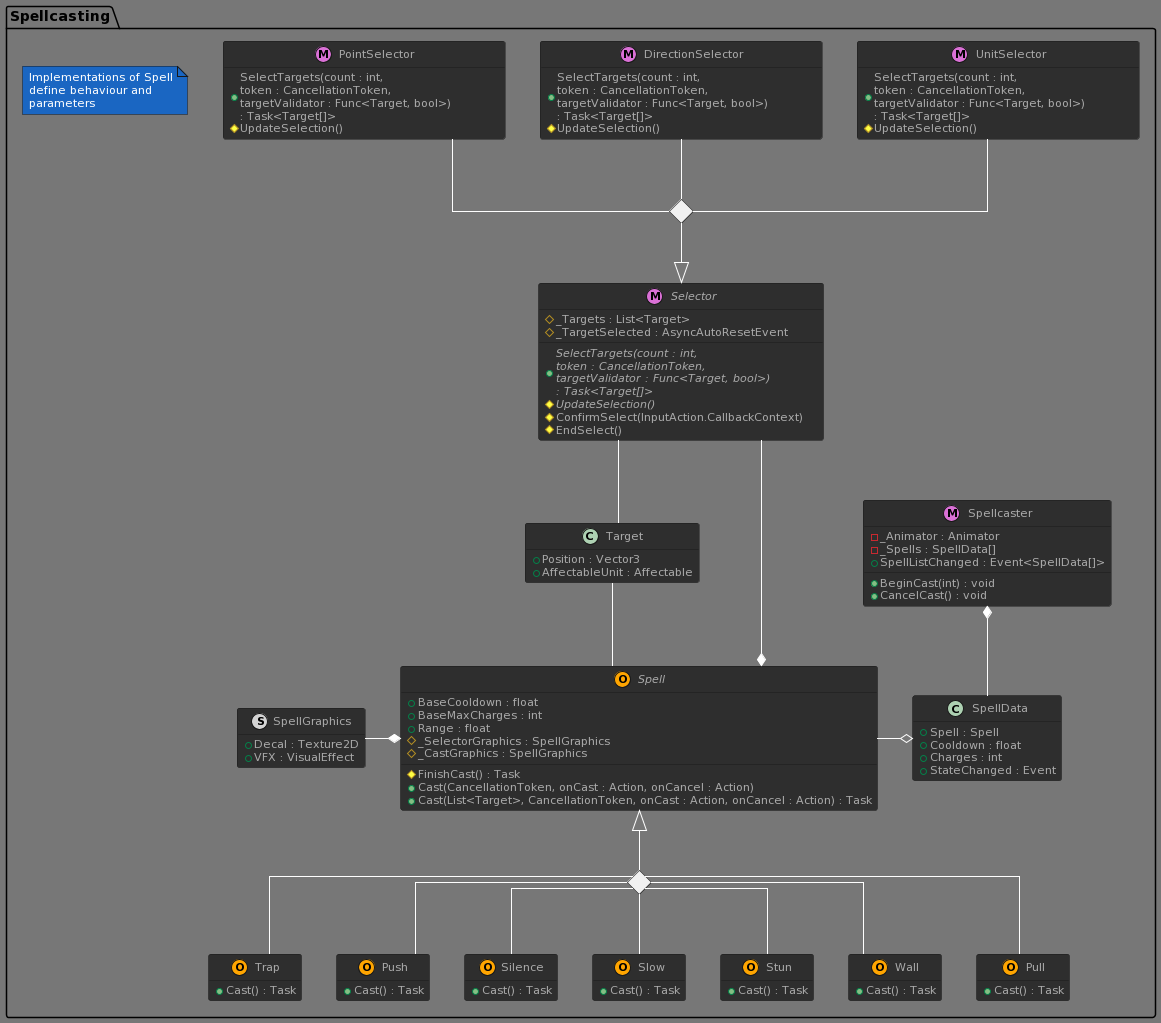 Spellcasting
Implementations of Spell
define behaviour and
parameters
M PointSelector
SelectTargets(count : int,
token : CancellationToken,
targetValidator : Func<Target, bool>)
: Task<Target[]>
UpdateSelection()
M DirectionSelector
SelectTargets(count : int,
token : CancellationToken,
targetValidator : Func<Target, bool>)
: Task<Target[]>
UpdateSelection()
M UnitSelector
SelectTargets(count : int,
token : CancellationToken,
targetValidator : Func<Target, bool>)
: Task<Target[]>
UpdateSelection()
M Selector
_Targets : List<Target>
_TargetSelected : AsyncAutoResetEvent
SelectTargets(count : int,
token : CancellationToken,
targetValidator : Func<Target, bool>)
: Task<Target[]>
UpdateSelection()
ConfirmSelect(InputAction.CallbackContext)
EndSelect()
C Target
Position : Vector3
AffectableUnit : Affectable
M Spellcaster
_Animator : Animator
_Spells : SpellData[]
SpellListChanged : Event<SpellData[]>
BeginCast(int) : void
CancelCast() : void
S SpellGraphics
Decal : Texture2D
VFX : VisualEffect
O Spell
BaseCooldown : float
BaseMaxCharges : int
Range : float
_SelectorGraphics : SpellGraphics
_CastGraphics : SpellGraphics
FinishCast() : Task
Cast(CancellationToken, onCast : Action, onCancel : Action)
Cast(List<Target>, CancellationToken, onCast : Action, onCancel : Action) : Task
C SpellData
Spell : Spell
Cooldown : float
Charges : int
StateChanged : Event
O Trap
Cast() : Task
O Push
Cast() : Task
O Silence
Cast() : Task
O Slow
Cast() : Task
O Stun
Cast() : Task
O Wall
Cast() : Task
O Pull
Cast() : Task